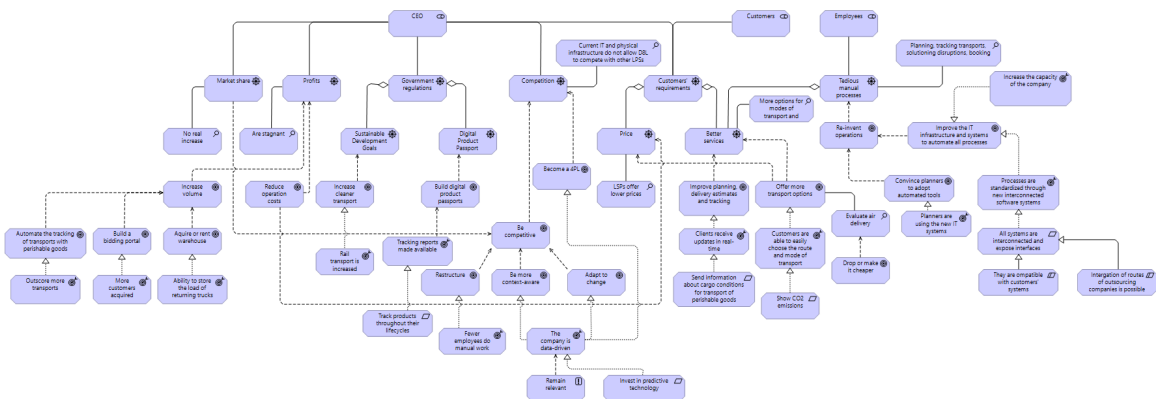 CEO
Customers
Employees
Current IT and physical
infrastructure do not allow DBL
to compete with other LPSs
Planning, tracking transports,
solutioning disruptions, booking
Market share
Profits
Government
regulations
Competition
Customers'
requirements
Tedious
manual
processes
Increase the capacity
of the company
More options for
modes of
transport and
No real
increase
Are stagnant
Sustainable
Development
Goals
Digital
Product
Passport
Price
Better
services
Re-invent
operations
Improve the IT
infrastructure and systems
to automate all processes
Become a 4PL
Increase
volume
Reduce
operation
costs
Increase
cleaner
transport
Build digital
product
passports
LSPs offer
lower prices
Improve planning,
delivery estimates
and tracking
Offer more
transport options
Convince planners
to adopt
automated tools
Processes are
standardized through
new interconnected
software systems
Evaluate air
delivery
Planners are
using the new IT
systems
Automate the tracking
of transports with
perishable goods
Build a
bidding portal
Aquire or rent
warehouse
Be
competitive
Tracking reports
made available
Clients receive
updates in real-
time
Customers are
able to easily
choose the route
and mode of
transport
All systems are
interconnected and
expose interfaces
Rail
transport is
increased
Drop or make
it cheaper
Outscore more
transports
More
customers
acquired
Ability to store
the load of
returning trucks
Restructure
Be more
context-aware
Adapt to
change
Send information
about cargo conditions
for transport of
perishable goods
Show CO2
emissions
They are ompatible
with customers'
systems
Intergation of routes
of outsourcing
companies is possible
Track products
throughout their
lifecycles
Fewer
employees do
manual work
The
company is
data-driven
Remain
relevant
Invest in predictive
technology